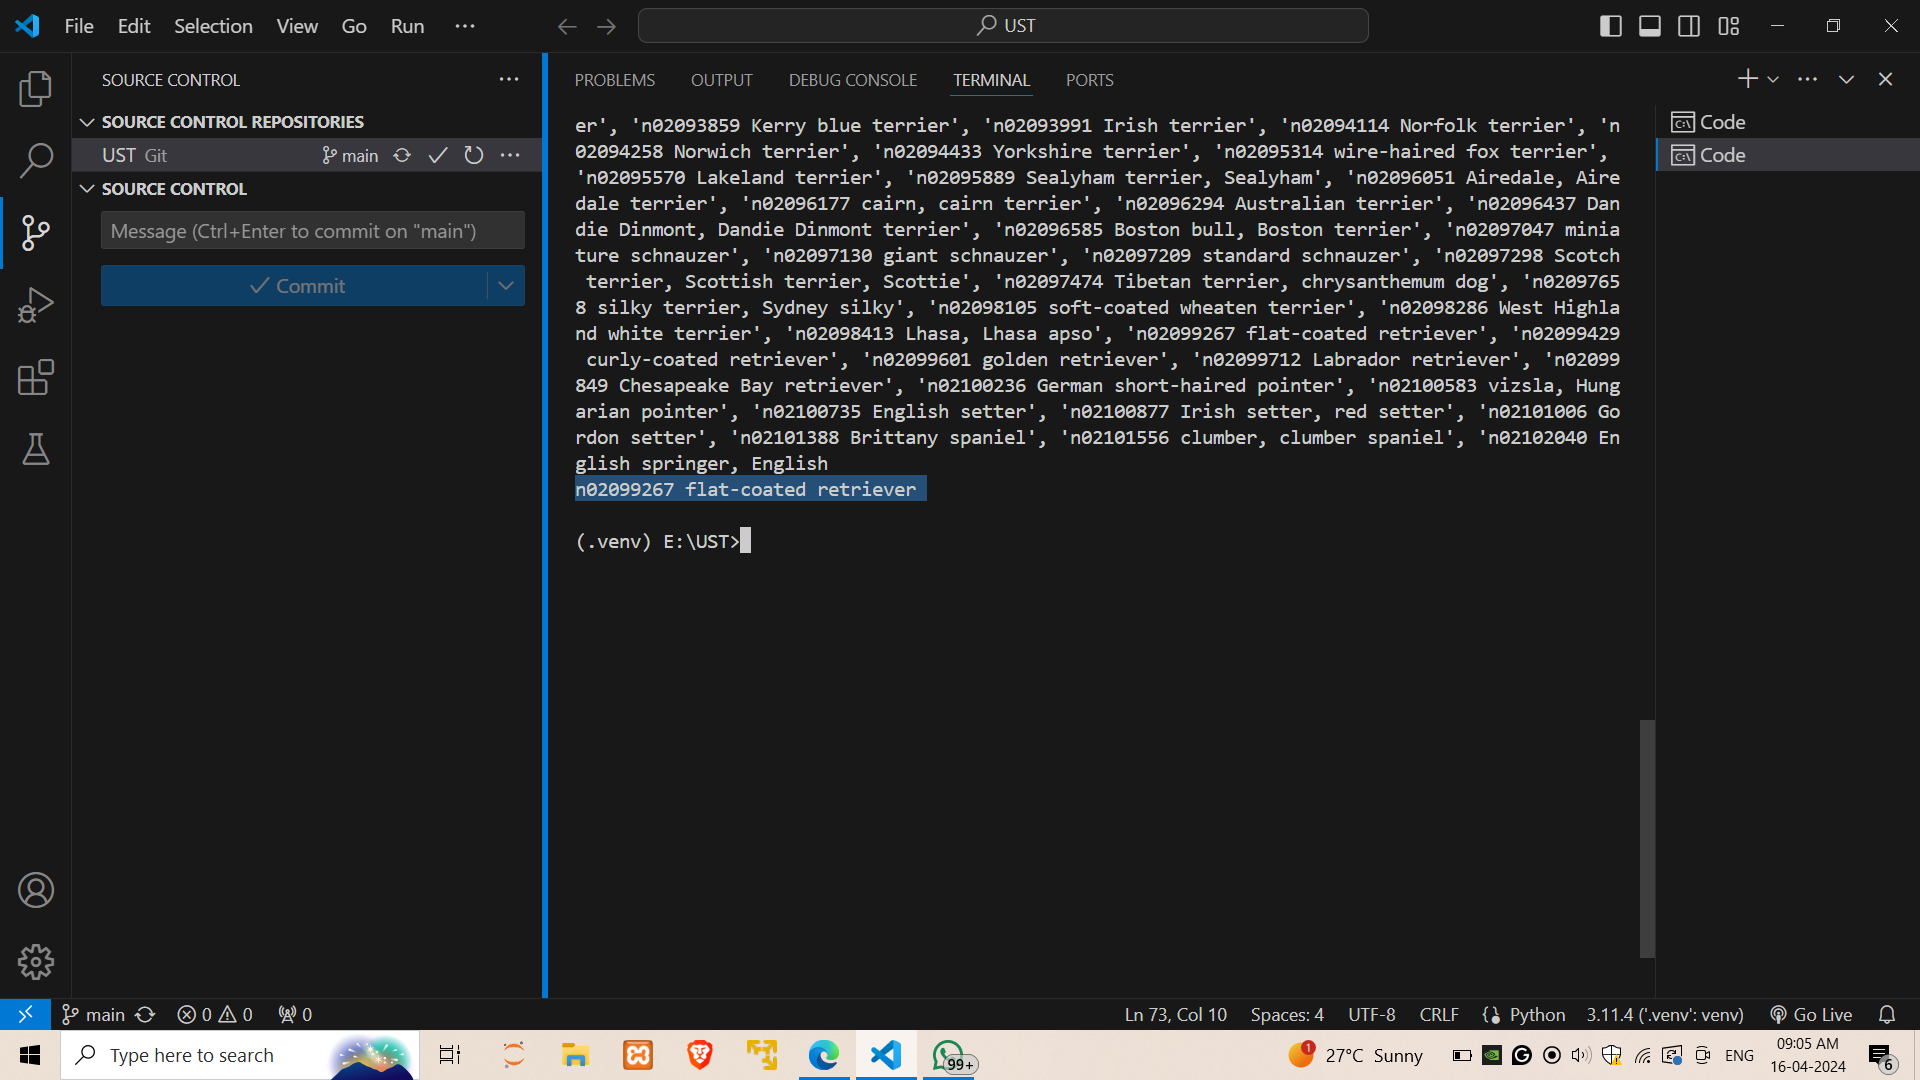 File Edit Selection View Go Run ···
UST
SOURCE CONTROL
PROBLEMS OUTPUT DEBUG CONSOLE TERMINAL PORTS
SOURCE CONTROL REPOSITORIES
UST Git main
SOURCE CONTROL
Message (Ctrl+Enter to commit on "main")
Commit
er', 'n02093859 Kerry blue terrier', 'n02093991 Irish terrier', 'n02094114 Norfolk terrier', 'n
02094258 Norwich terrier', 'n02094433 Yorkshire terrier', 'n02095314 wire-haired fox terrier',
'n02095570 Lakeland terrier', 'n02095889 Sealyham terrier, Sealyham', 'n02096051 Airedale, Aire
dale terrier', 'n02096177 cairn, cairn terrier', 'n02096294 Australian terrier', 'n02096437 Dan
die Dinmont, Dandie Dinmont terrier', 'n02096585 Boston bull, Boston terrier', 'n02097047 minia
ture schnauzer', 'n02097130 giant schnauzer', 'n02097209 standard schnauzer', 'n02097298 Scotch
terrier, Scottish terrier, Scottie', 'n02097474 Tibetan terrier, chrysanthemum dog', 'n0209765
8 silky terrier, Sydney silky', 'n02098105 soft-coated wheaten terrier', 'n02098286 West Highla
nd white terrier', 'n02098413 Lhasa, Lhasa apso', 'n02099267 flat-coated retriever', 'n02099429
curly-coated retriever', 'n02099601 golden retriever', 'n02099712 Labrador retriever', 'n02099
849 Chesapeake Bay retriever', 'n02100236 German short-haired pointer', 'n02100583 vizsla, Hung
arian pointer', 'n02100735 English setter', 'n02100877 Irish setter, red setter', 'n02101006 Go
rdon setter', 'n02101388 Brittany spaniel', 'n02101556 clumber, clumber spaniel', 'n02102040 En
glish springer, English
n02099267 flat-coated retriever
(.venv) E:\UST>
Code
Code
main 0 0 0 Ln 73, Col 10 Spaces: 4 UTF-8 CRLF Python 3.11.4 ('.venv': venv) Go Live
Type here to search
99+
1
27°C Sunny
ENG
09:05 AM
16-04-2024
6